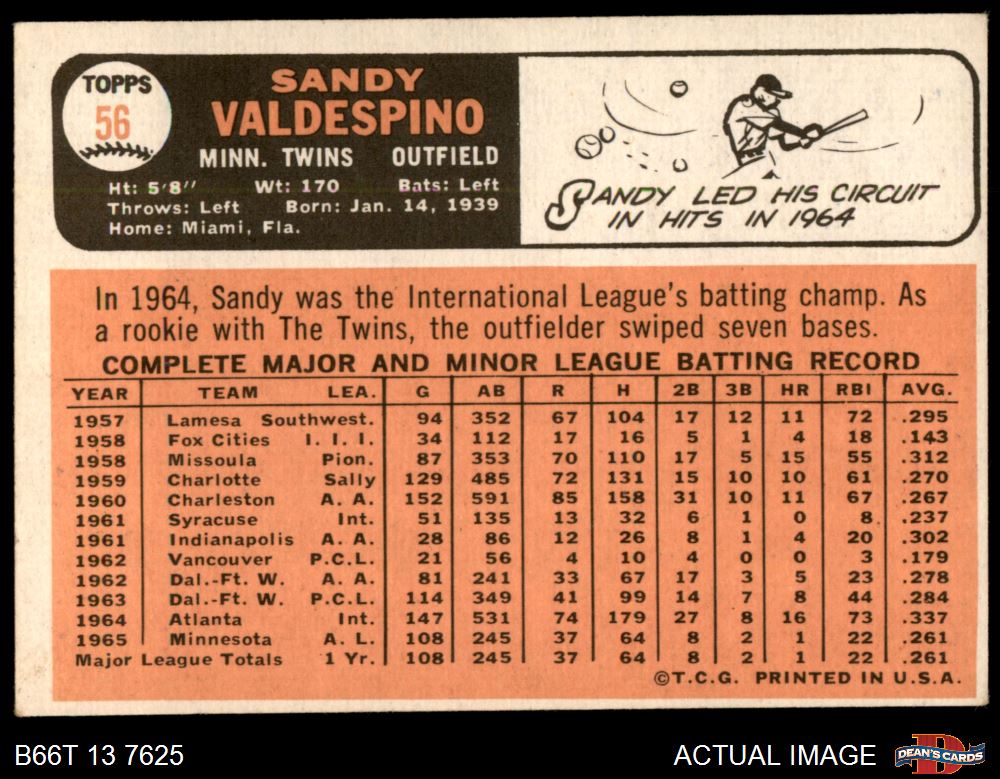 TOPPS
56
SANDY
VALDESPINO
MINN. TWINS OUTFIELD
Ht: 5'8" Wt: 170 Bats: Left
Throws: Left Born: Jan. 14, 1939
Home: Miami, Fla.
SANDY LED HIS CIRCUIT
IN HITS IN 1964
In 1964, Sandy was the International League's batting champ. As
a rookie with The Twins, the outfielder swiped seven bases.
COMPLETE MAJOR AND MINOR LEAGUE BATTING RECORD
YEAR TEAM LEA. G AB R H 2B 3B HR RBI AVG.
1957 Lamesa Southwest. 94 352 67 104 17 12 11 72 .295
1958 Fox Cities I. I. I. 34 112 17 16 5 1 4 18 .143
1958 Missoula Pion. 87 353 70 110 17 5 15 55 .312
1959 Charlotte Sally 129 485 72 131 15 10 10 61 .270
1960 Charleston A. A. 152 591 85 158 31 10 11 67 .267
1961 Syracuse Int. 51 135 13 32 6 1 0 8 .237
1961 Indianapolis A. A. 28 86 12 26 8 1 4 20 .302
1962 Vancouver P.C.L. 21 56 4 10 4 0 0 3 .179
1962 Dal.-Ft. W. A. A. 81 241 33 67 17 3 5 23 .278
1963 Dal.-Ft. W. P.C.L. 114 349 41 99 14 7 8 44 .284
1964 Atlanta Int. 147 531 74 179 27 8 16 73 .337
1965 Minnesota A. L. 108 245 37 64 8 2 1 22 .261
Major League Totals 1 Yr. 108 245 37 64 8 2 1 22 .261
©T.C.G. PRINTED IN U.S.A.
B66T 13 7625 ACTUAL IMAGE DEAN'S CARDS